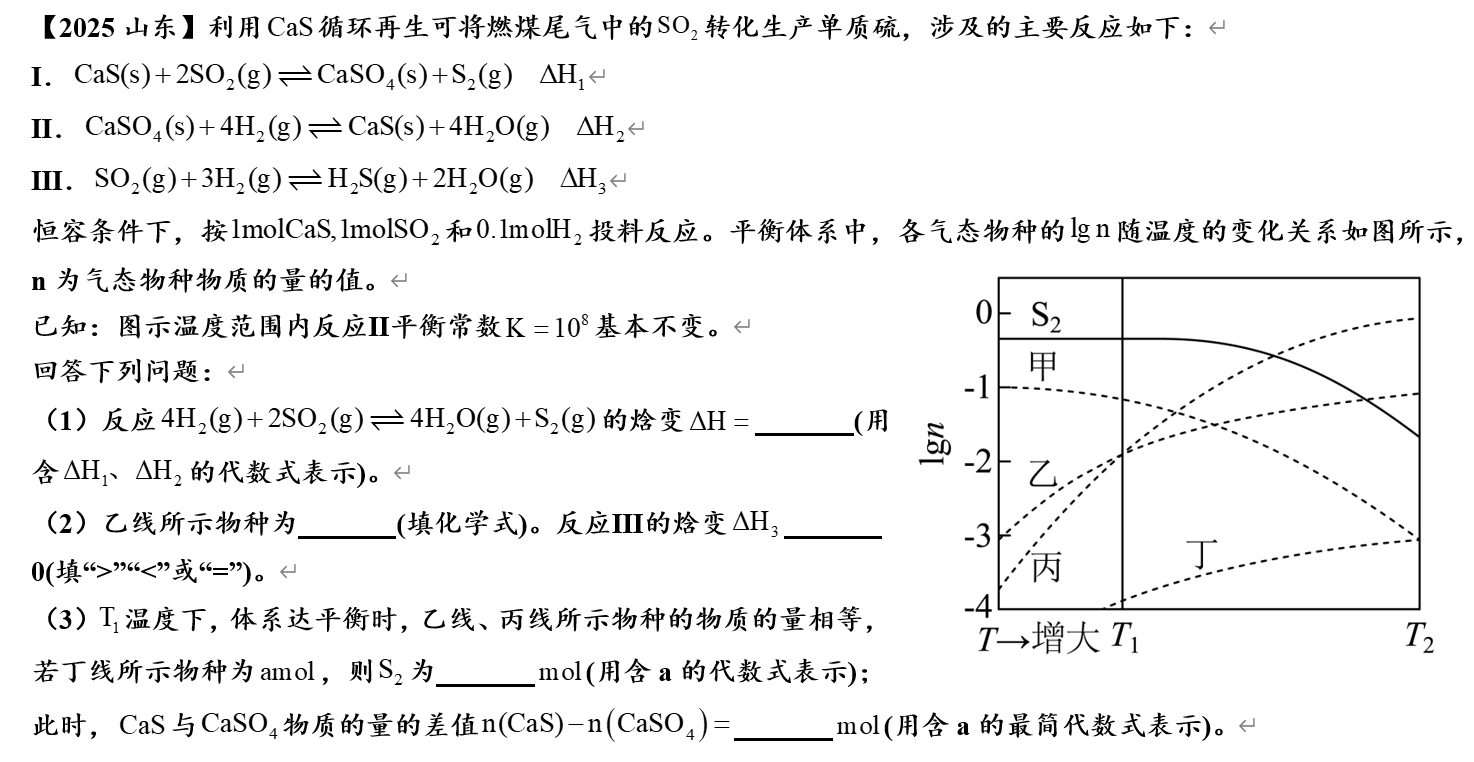 【2025 山东】利用CaS循环再生可将燃煤尾气中的SO₂转化生产单质硫，涉及的主要反应如下：↵
I．CaS(s)+2SO₂(g)⇌CaSO₄(s)+S₂(g)  ΔH₁↵
II．CaSO₄(s)+4H₂(g)⇌CaS(s)+4H₂O(g)  ΔH₂↵
III．SO₂(g)+3H₂(g)⇌H₂S(g)+2H₂O(g)  ΔH₃↵
恒容条件下，按1molCaS,1molSO₂和0.1molH₂投料反应。平衡体系中，各气态物种的lg n随温度的变化关系如图所示，
n 为气态物种物质的量的值。↵
已知：图示温度范围内反应II平衡常数K=10⁸基本不变。↵
回答下列问题：↵
（1）反应4H₂(g)+2SO₂(g)⇌4H₂O(g)+S₂(g)的焓变ΔH=________(用
含ΔH₁、ΔH₂的代数式表示)。↵
（2）乙线所示物种为_______(填化学式)。反应III的焓变ΔH₃_______
0(填“>”“<”或“=”)。↵
（3）T₁温度下，体系达平衡时，乙线、丙线所示物种的物质的量相等，
若丁线所示物种为amol，则S₂为_______mol(用含 a 的代数式表示)；
此时，CaS与CaSO₄物质的量的差值n(CaS)−n(CaSO₄)=_______mol(用含 a 的最简代数式表示)。↵
0
-1
-2
-3
-4
lgn
S₂
甲
乙
丙
丁
T→增大 T₁ T₂